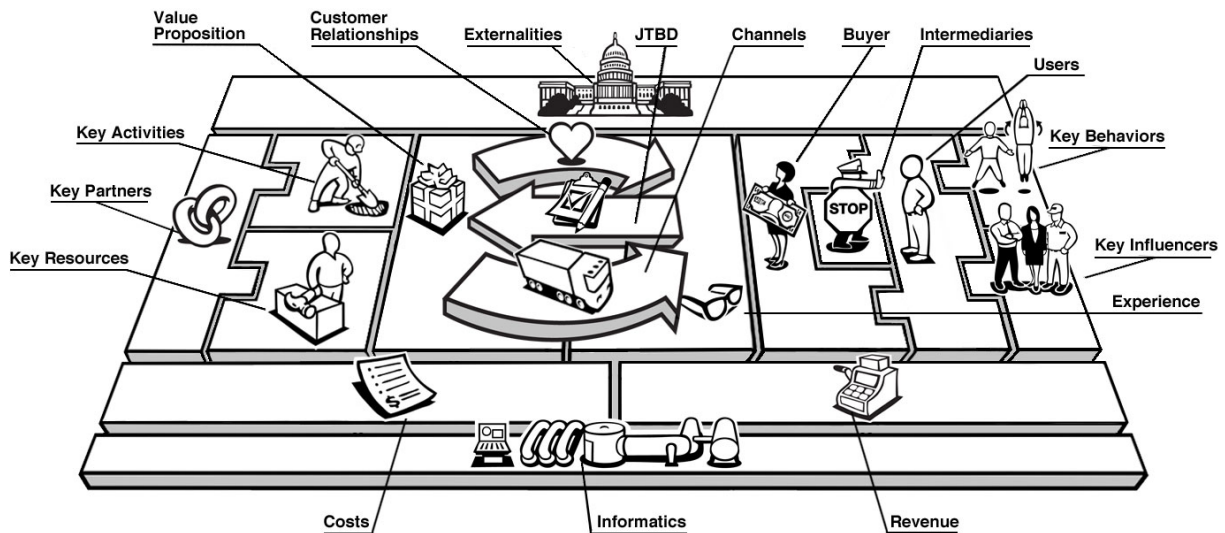 Value
Proposition
Customer
Relationships
Externalities
JTBD
Channels
Buyer
Intermediaries
Users
Key Activities
Key Behaviors
Key Partners
STOP
Key Resources
Key Influencers
Experience
$
Costs
Informatics
Revenue